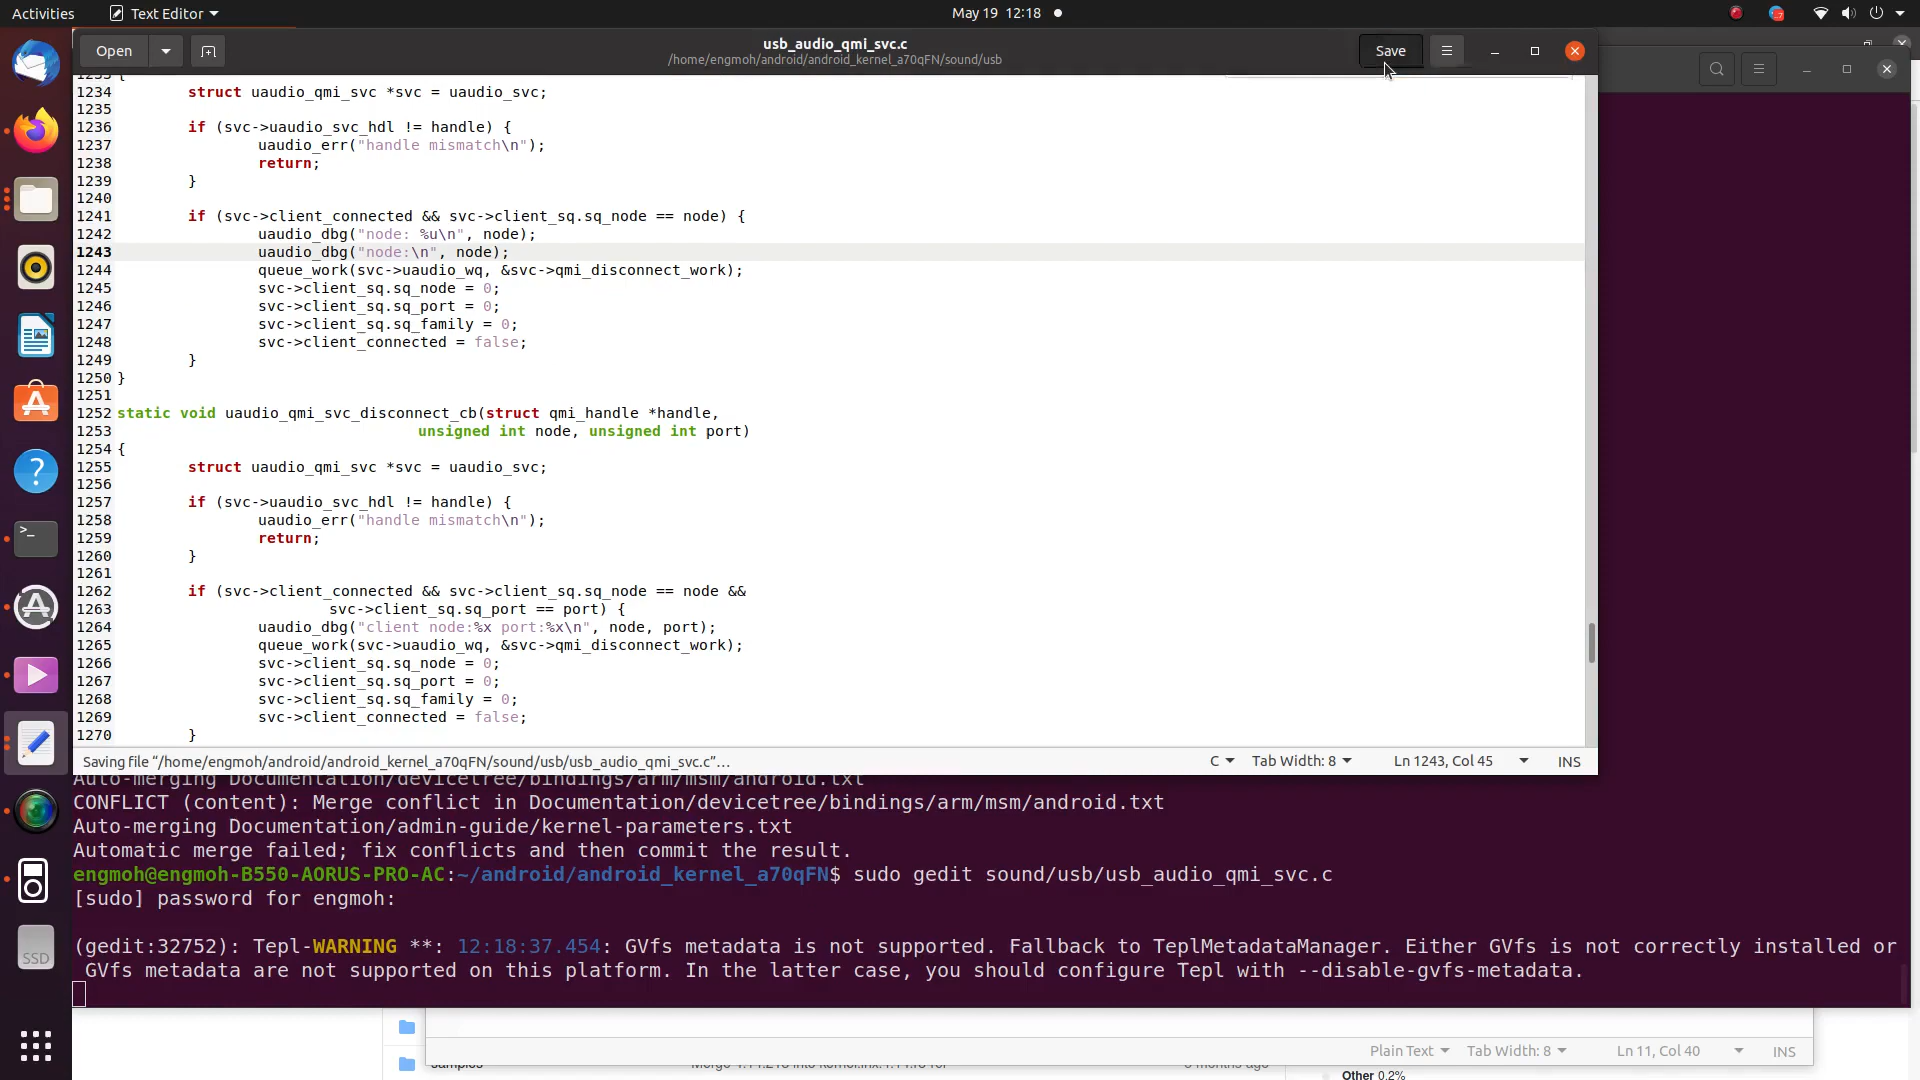 Activities
Text Editor
May 19 12:18
Open
usb_audio_qmi_svc.c
/home/engmoh/android/android_kernel_a70qFN/sound/usb
Save
1233 {
1234 struct uaudio_qmi_svc *svc = uaudio_svc;
1235
1236 if (svc->uaudio_svc_hdl != handle) {
1237 uaudio_err("handle mismatch\n");
1238 return;
1239 }
1240
1241 if (svc->client_connected && svc->client_sq.sq_node == node) {
1242 uaudio_dbg("node: %u\n", node);
1243 uaudio_dbg("node:\n", node);
1244 queue_work(svc->uaudio_wq, &svc->qmi_disconnect_work);
1245 svc->client_sq.sq_node = 0;
1246 svc->client_sq.sq_port = 0;
1247 svc->client_sq.sq_family = 0;
1248 svc->client_connected = false;
1249 }
1250 }
1251
1252 static void uaudio_qmi_svc_disconnect_cb(struct qmi_handle *handle,
1253 unsigned int node, unsigned int port)
1254 {
1255 struct uaudio_qmi_svc *svc = uaudio_svc;
1256
1257 if (svc->uaudio_svc_hdl != handle) {
1258 uaudio_err("handle mismatch\n");
1259 return;
1260 }
1261
1262 if (svc->client_connected && svc->client_sq.sq_node == node &&
1263 svc->client_sq.sq_port == port) {
1264 uaudio_dbg("client node:%x port:%x\n", node, port);
1265 queue_work(svc->uaudio_wq, &svc->qmi_disconnect_work);
1266 svc->client_sq.sq_node = 0;
1267 svc->client_sq.sq_port = 0;
1268 svc->client_sq.sq_family = 0;
1269 svc->client_connected = false;
1270 }
Saving file “/home/engmoh/android/android_kernel_a70qFN/sound/usb/usb_audio_qmi_svc.c”…
C
Tab Width: 8
Ln 1243, Col 45
INS
Auto-merging Documentation/devicetree/bindings/arm/msm/android.txt
CONFLICT (content): Merge conflict in Documentation/devicetree/bindings/arm/msm/android.txt
Auto-merging Documentation/admin-guide/kernel-parameters.txt
Automatic merge failed; fix conflicts and then commit the result.
engmoh@engmoh-B550-AORUS-PRO-AC:~/android/android_kernel_a70qFN$ sudo gedit sound/usb/usb_audio_qmi_svc.c
[sudo] password for engmoh:
(gedit:32752): Tepl-WARNING **: 12:18:37.454: GVfs metadata is not supported. Fallback to TeplMetadataManager. Either GVfs is not correctly installed or
GVfs metadata are not supported on this platform. In the latter case, you should configure Tepl with --disable-gvfs-metadata.
SSD
Plain Text
Tab Width: 8
Ln 11, Col 40
INS
samples
Other 0.2%